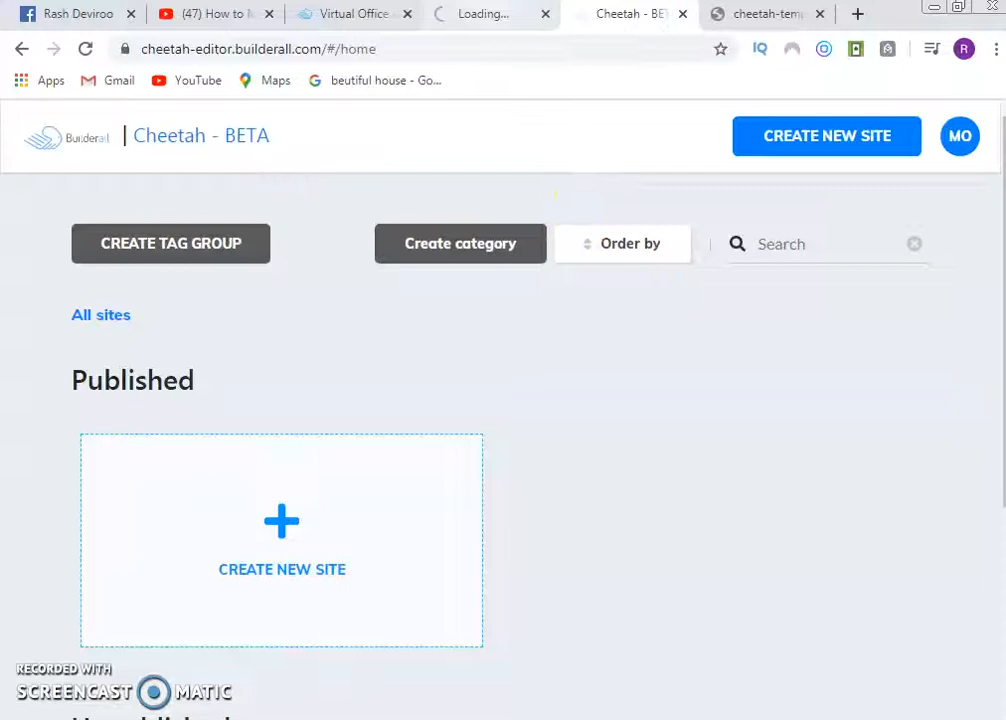 Rash Deviroo
(47) How to
Virtual Office
Loading...
Cheetah - BE
cheetah-tem
cheetah-editor.builderall.com/#/home
IQ
R
Apps
Gmail
YouTube
Maps
beutiful house - Go...
Builderall
Cheetah - BETA
CREATE NEW SITE
MO
CREATE TAG GROUP
Create category
Order by
Search
All sites
Published
CREATE NEW SITE
RECORDED WITH
SCREENCAST MATIC